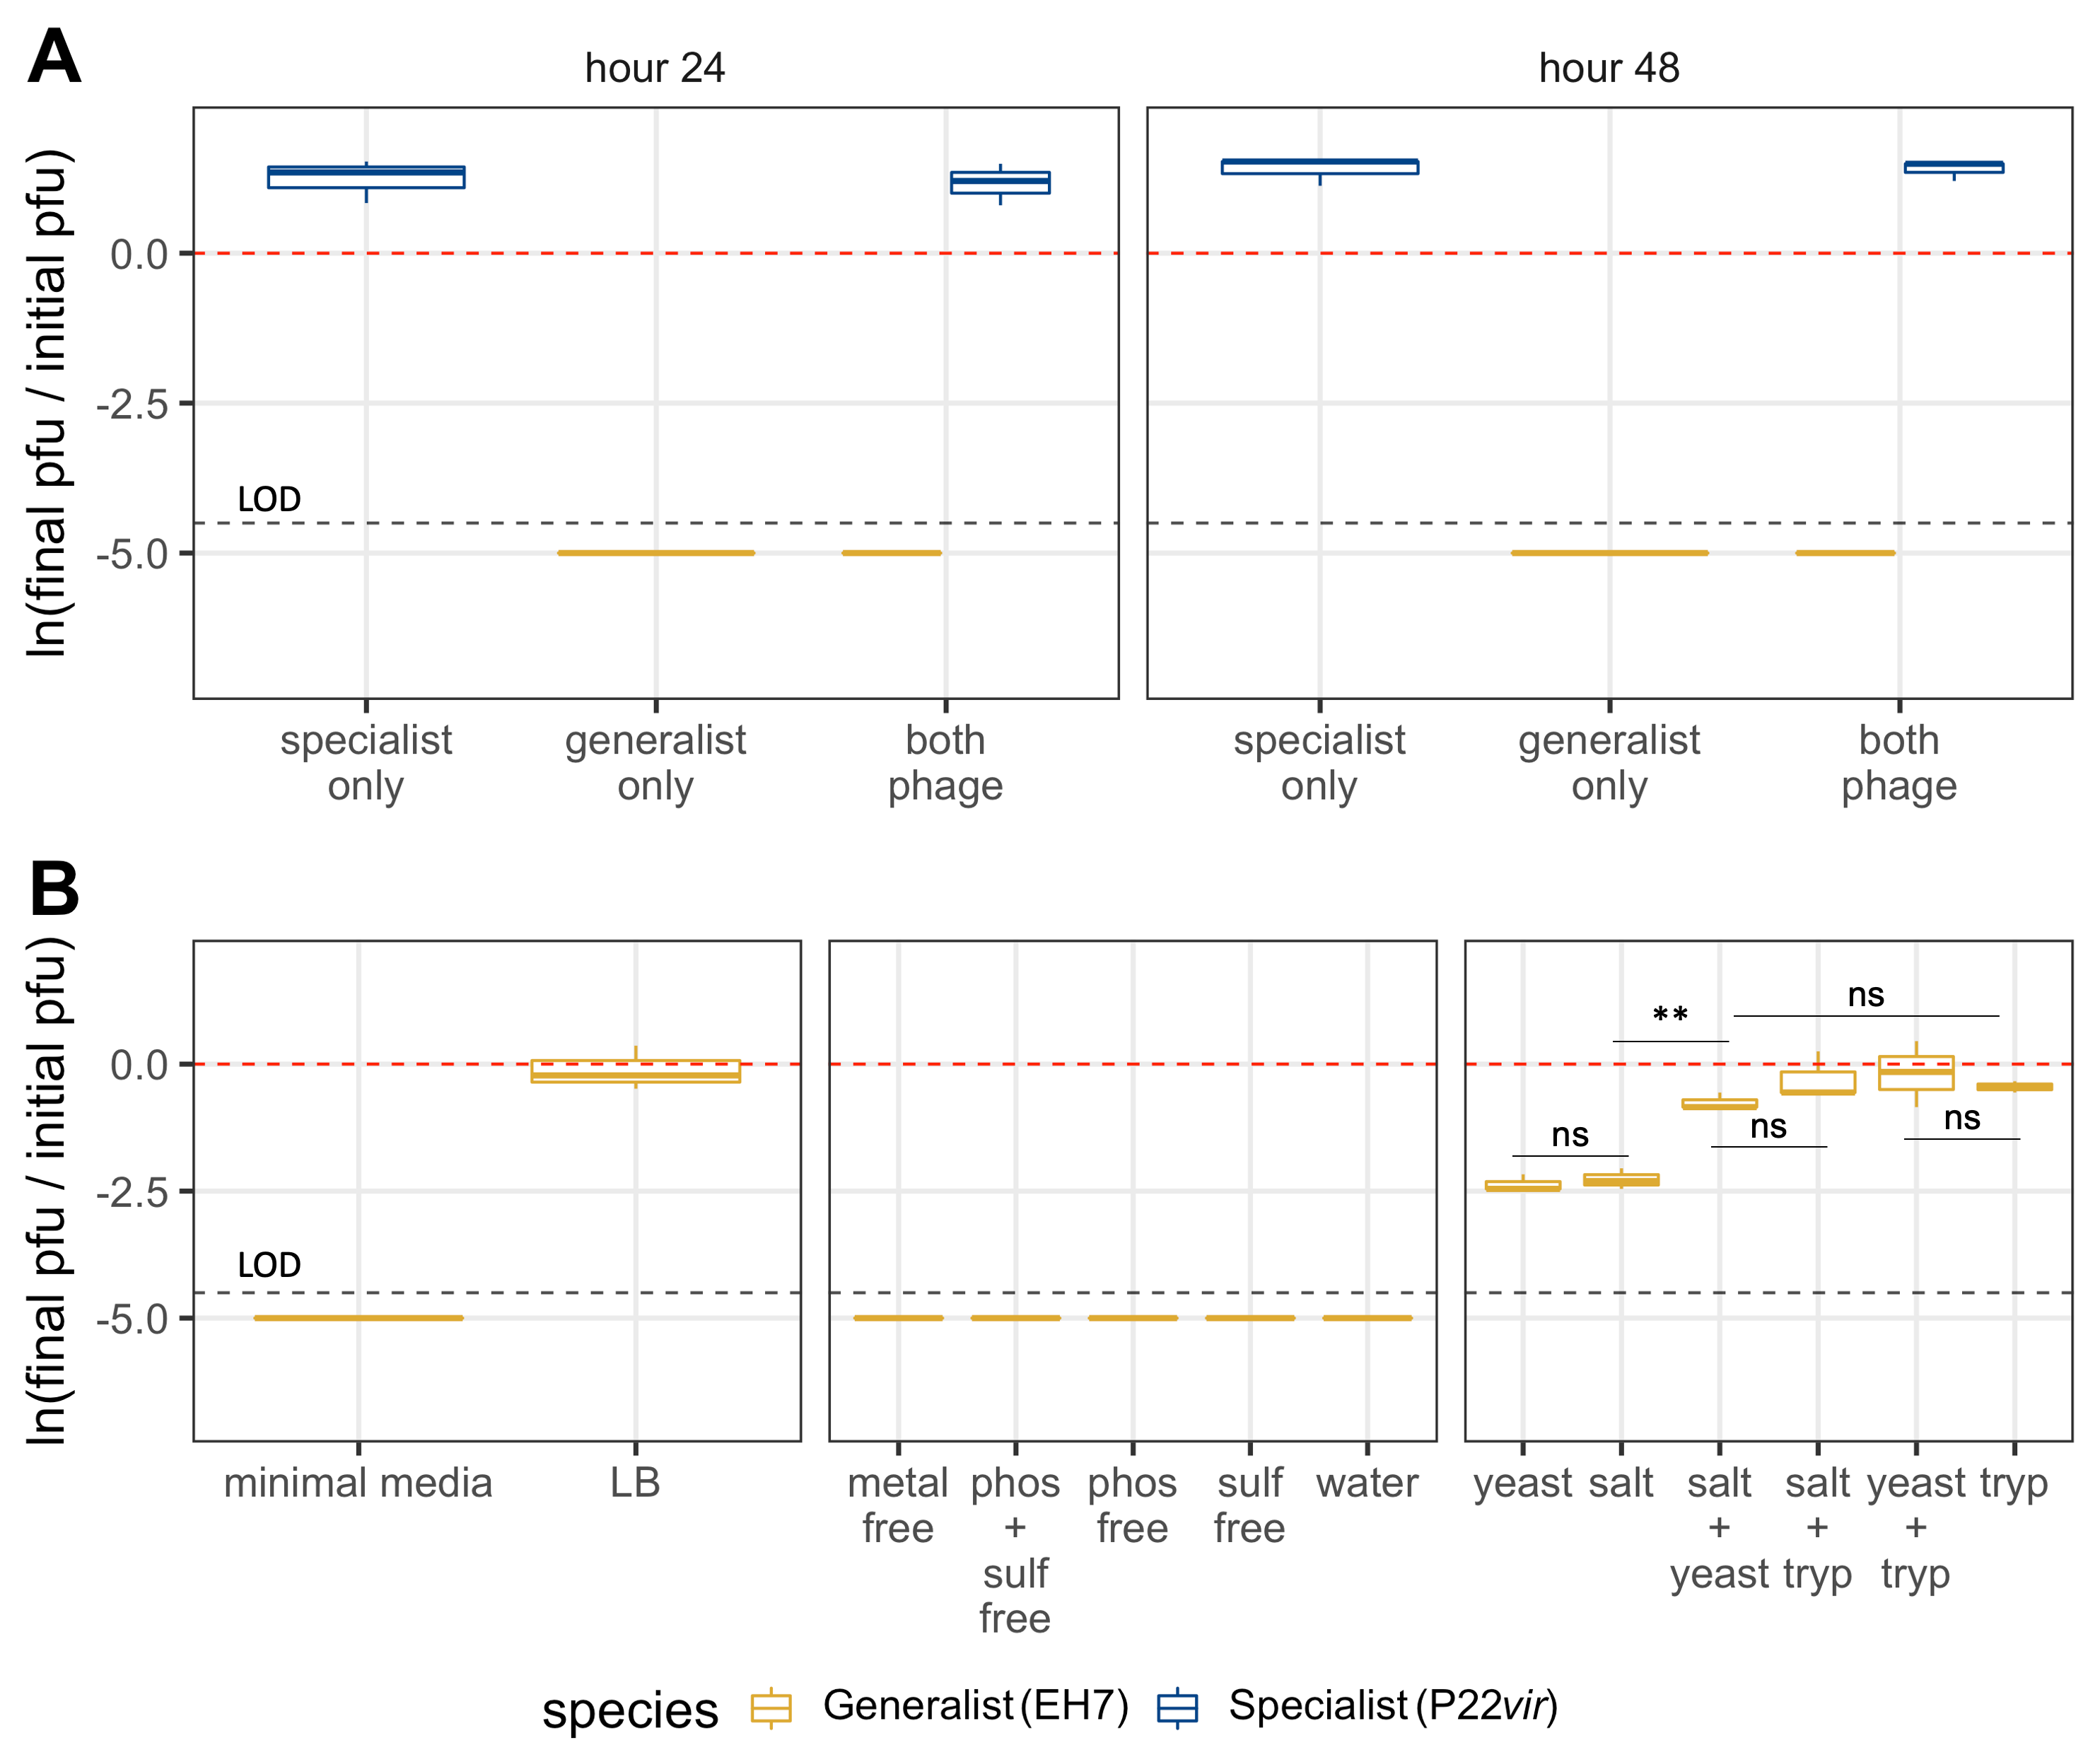 A
hour 24
hour 48
ln(final pfu / initial pfu)
0.0
-2.5
-5.0
LOD
specialist only
generalist only
both phage
specialist only
generalist only
both phage
B
ln(final pfu / initial pfu)
0.0
-2.5
-5.0
LOD
**
ns
ns
ns
ns
minimal media
LB
metal free
phos + sulf free
phos free
sulf free
water
yeast
salt
salt + yeast
salt + tryp
yeast + tryp
tryp
species
Generalist (EH7)
Specialist (P22vir)